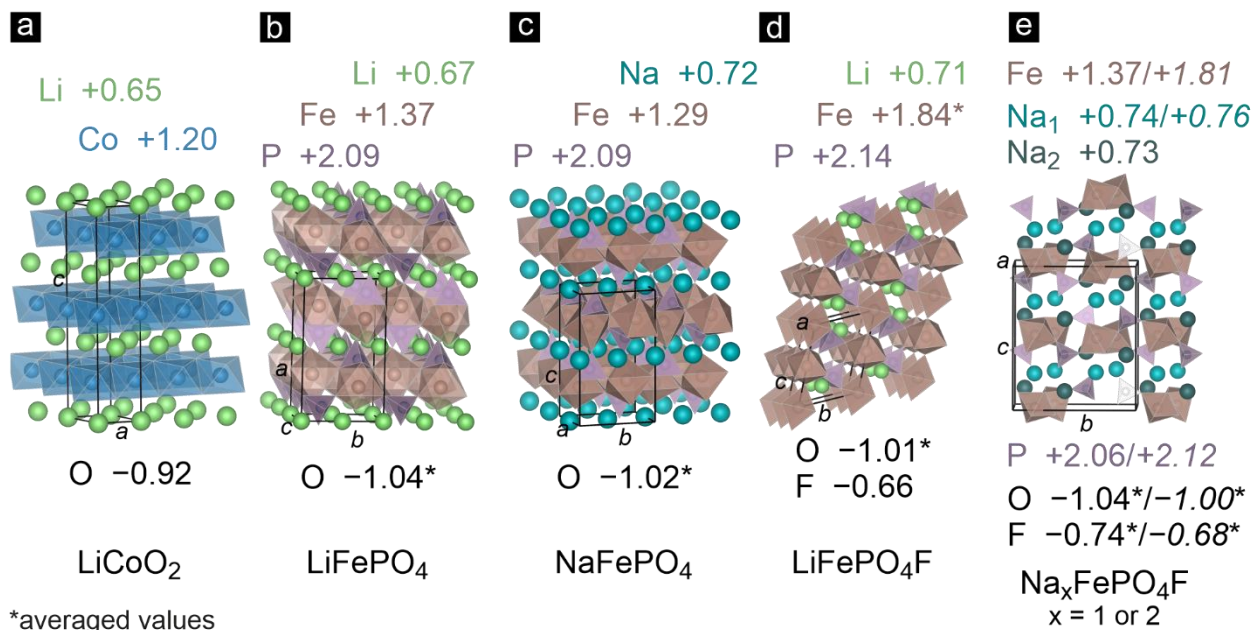 a
Li +0.65
Co +1.20
c
a
O −0.92
LiCoO₂
*averaged values
b
Li +0.67
Fe +1.37
P +2.09
a
c
b
O −1.04*
LiFePO₄
c
Na +0.72
Fe +1.29
P +2.09
c
a
b
O −1.02*
NaFePO₄
d
Li +0.71
Fe +1.84*
P +2.14
a
c
b
O −1.01*
F −0.66
LiFePO₄F
e
Fe +1.37/+1.81
Na₁ +0.74/+0.76
Na₂ +0.73
a
c
b
P +2.06/+2.12
O −1.04*/−1.00*
F −0.74*/−0.68*
NaₓFePO₄F
x = 1 or 2